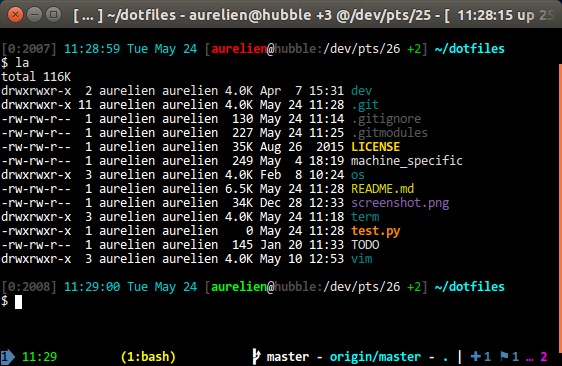 [ ... ] ~/dotfiles - aurelien@hubble +3 @/dev/pts/25 - [ 11:28:15 up 25
[0:2007] 11:28:59 Tue May 24 [aurelien@hubble:/dev/pts/26 +2] ~/dotfiles
$ la
total 116K
drwxrwxr-x  2 aurelien aurelien 4.0K Apr  7 15:31 dev
drwxrwxr-x 11 aurelien aurelien 4.0K May 24 11:28 .git
-rw-rw-r--  1 aurelien aurelien  130 May 24 11:14 .gitignore
-rw-rw-r--  1 aurelien aurelien  227 May 24 11:25 .gitmodules
-rw-rw-r--  1 aurelien aurelien  35K Aug 26  2015 LICENSE
-rw-rw-r--  1 aurelien aurelien  249 May  4 18:19 machine_specific
drwxrwxr-x  3 aurelien aurelien 4.0K Feb  8 10:24 os
-rw-rw-r--  1 aurelien aurelien 6.5K May 24 11:28 README.md
-rw-rw-r--  1 aurelien aurelien  34K Dec 28 12:33 screenshot.png
drwxrwxr-x  3 aurelien aurelien 4.0K May 24 11:18 term
-rw-rw-r--  1 aurelien aurelien    0 May 24 11:28 test.py
-rw-rw-r--  1 aurelien aurelien  145 Jan 20 11:33 TODO
drwxrwxr-x  3 aurelien aurelien 4.0K May 10 12:53 vim
[0:2008] 11:29:00 Tue May 24 [aurelien@hubble:/dev/pts/26 +2] ~/dotfiles
$
1 11:29 (1:bash) master - origin/master - . | ✚1 ⚑1 … 2